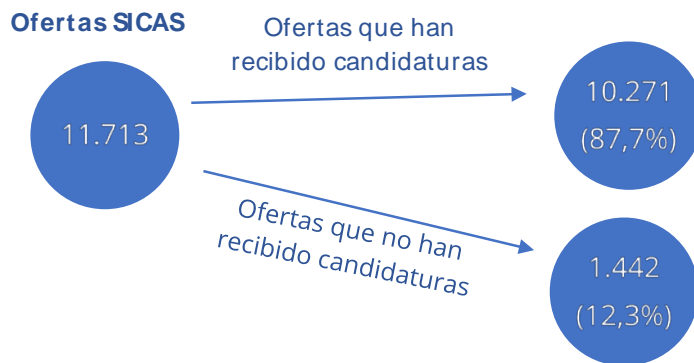 Ofertas SICAS
11.713
Ofertas que han
recibido candidaturas
10.271
(87,7%)
Ofertas que no han
recibido candidaturas
1.442
(12,3%)